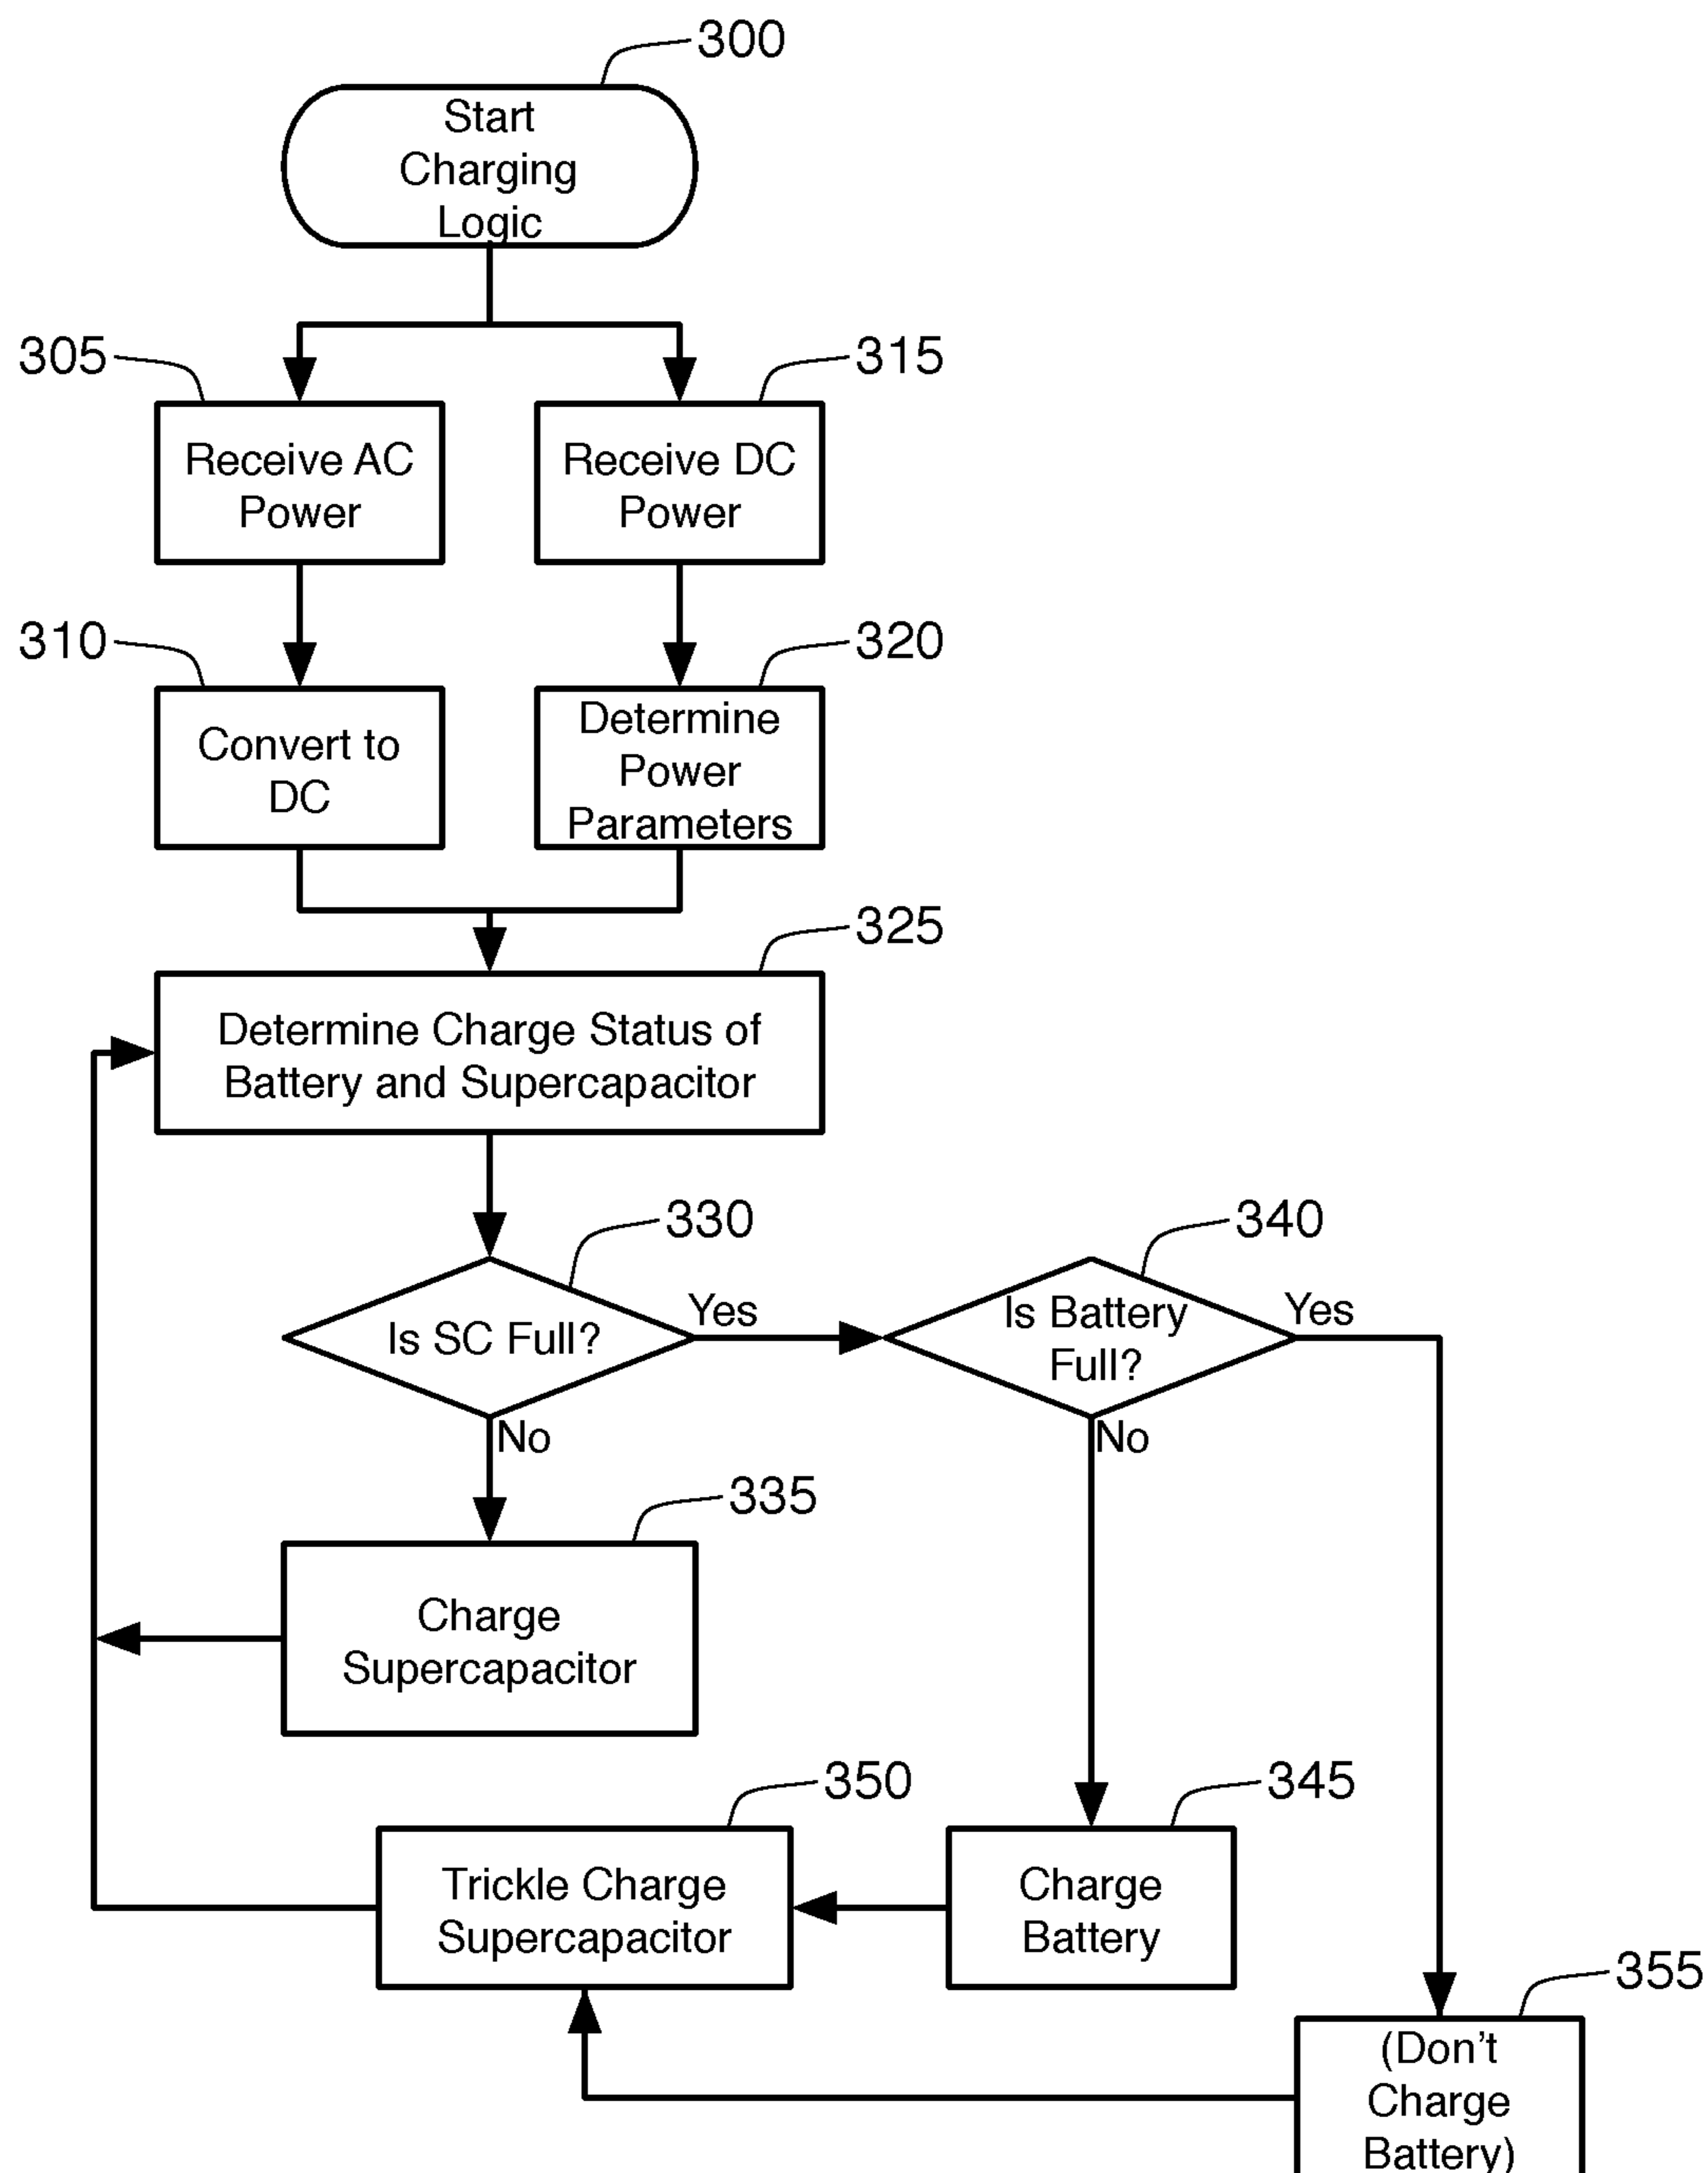 300
Start
Charging
Logic
305
315
Receive AC
Power
Receive DC
Power
310
320
Convert to
DC
Determine
Power
Parameters
325
Determine Charge Status of
Battery and Supercapacitor
330
340
Is SC Full?
Yes
Is Battery
Full?
Yes
No
No
335
Charge
Supercapacitor
350
345
Trickle Charge
Supercapacitor
Charge
Battery
355
(Don't
Charge
Battery)